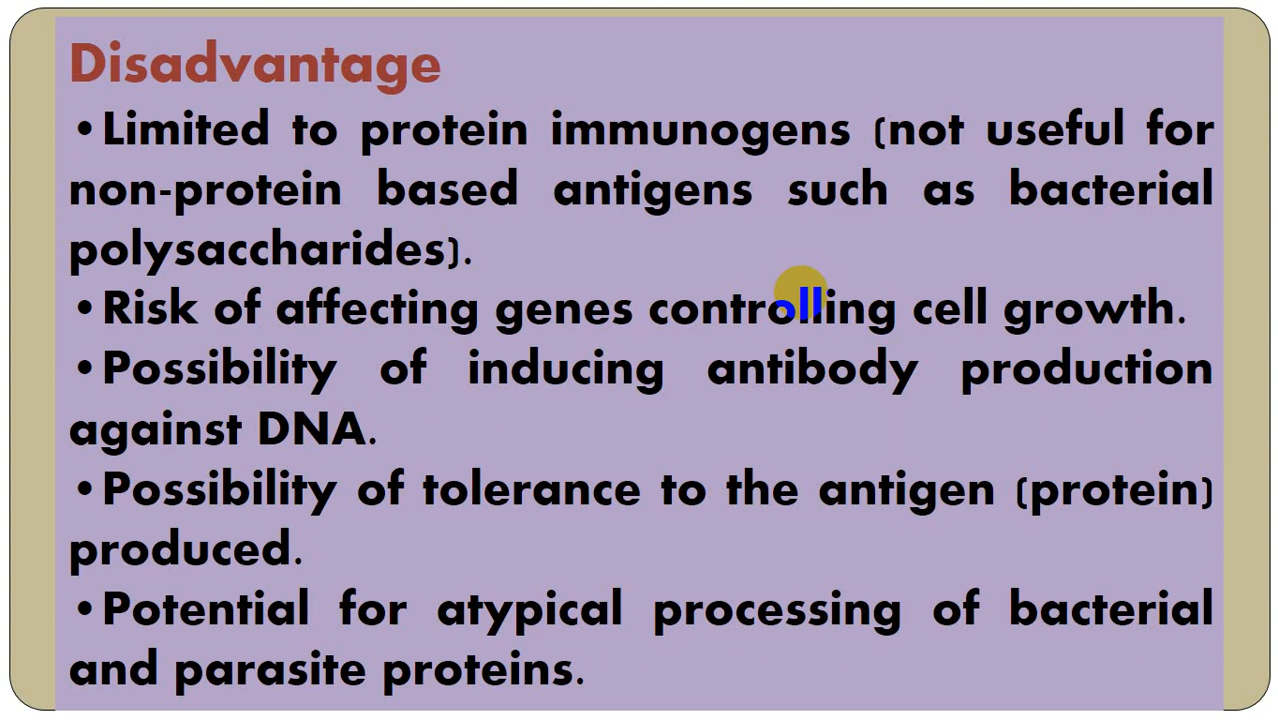 Disadvantage
•Limited to protein immunogens (not useful for
non-protein based antigens such as bacterial
polysaccharides).
•Risk of affecting genes controlling cell growth.
•Possibility of inducing antibody production
against DNA.
•Possibility of tolerance to the antigen (protein)
produced.
•Potential for atypical processing of bacterial
and parasite proteins.